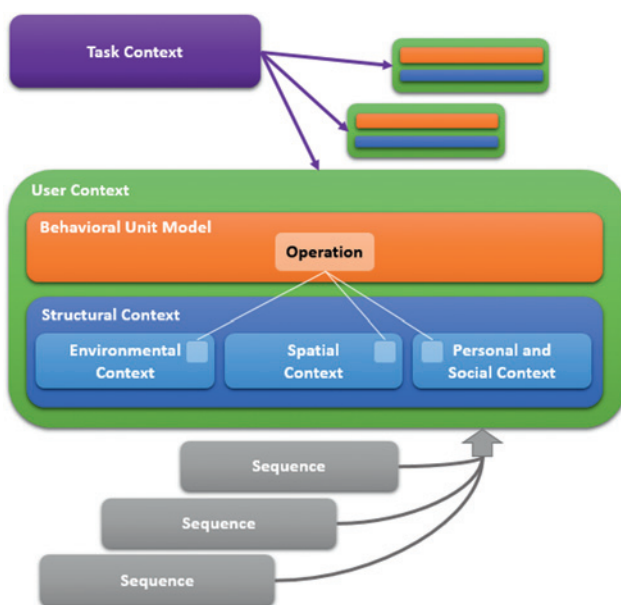 Task Context
User Context
Behavioral Unit Model
Operation
Structural Context
Environmental
Context
Spatial
Context
Personal and
Social Context
Sequence
Sequence
Sequence